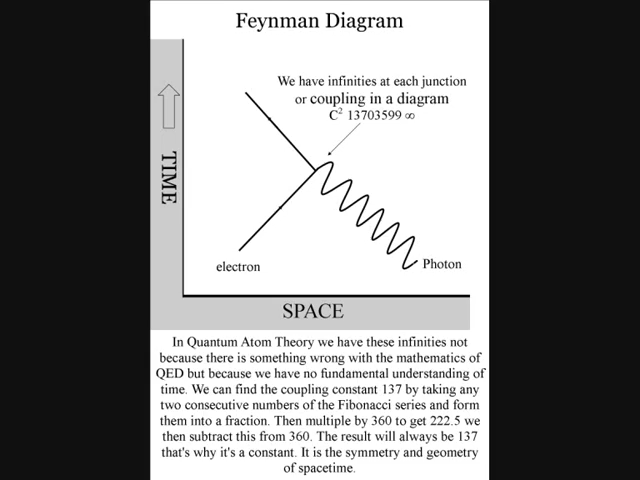 Feynman Diagram
We have infinities at each junction
or coupling in a diagram
C² 13703599 ∞
TIME
electron
Photon
SPACE
In Quantum Atom Theory we have these infinities not
because there is something wrong with the mathematics of
QED but because we have no fundamental understanding of
time. We can find the coupling constant 137 by taking any
two consecutive numbers of the Fibonacci series and form
them into a fraction. Then multiple by 360 to get 222.5 we
then subtract this from 360. The result will always be 137
that's why it's a constant. It is the symmetry and geometry
of spacetime.